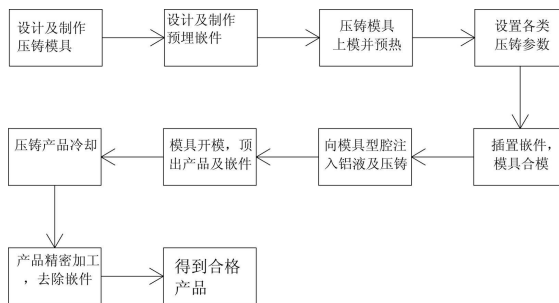 设计及制作
压铸模具
设计及制作
预埋嵌件
压铸模具
上模并预热
设置各类
压铸参数
插置嵌件，
模具合模
向模具型腔注
入铝液及压铸
模具开模，顶
出产品及嵌件
压铸产品冷却
产品精密加工
，去除嵌件
得到合格
产品